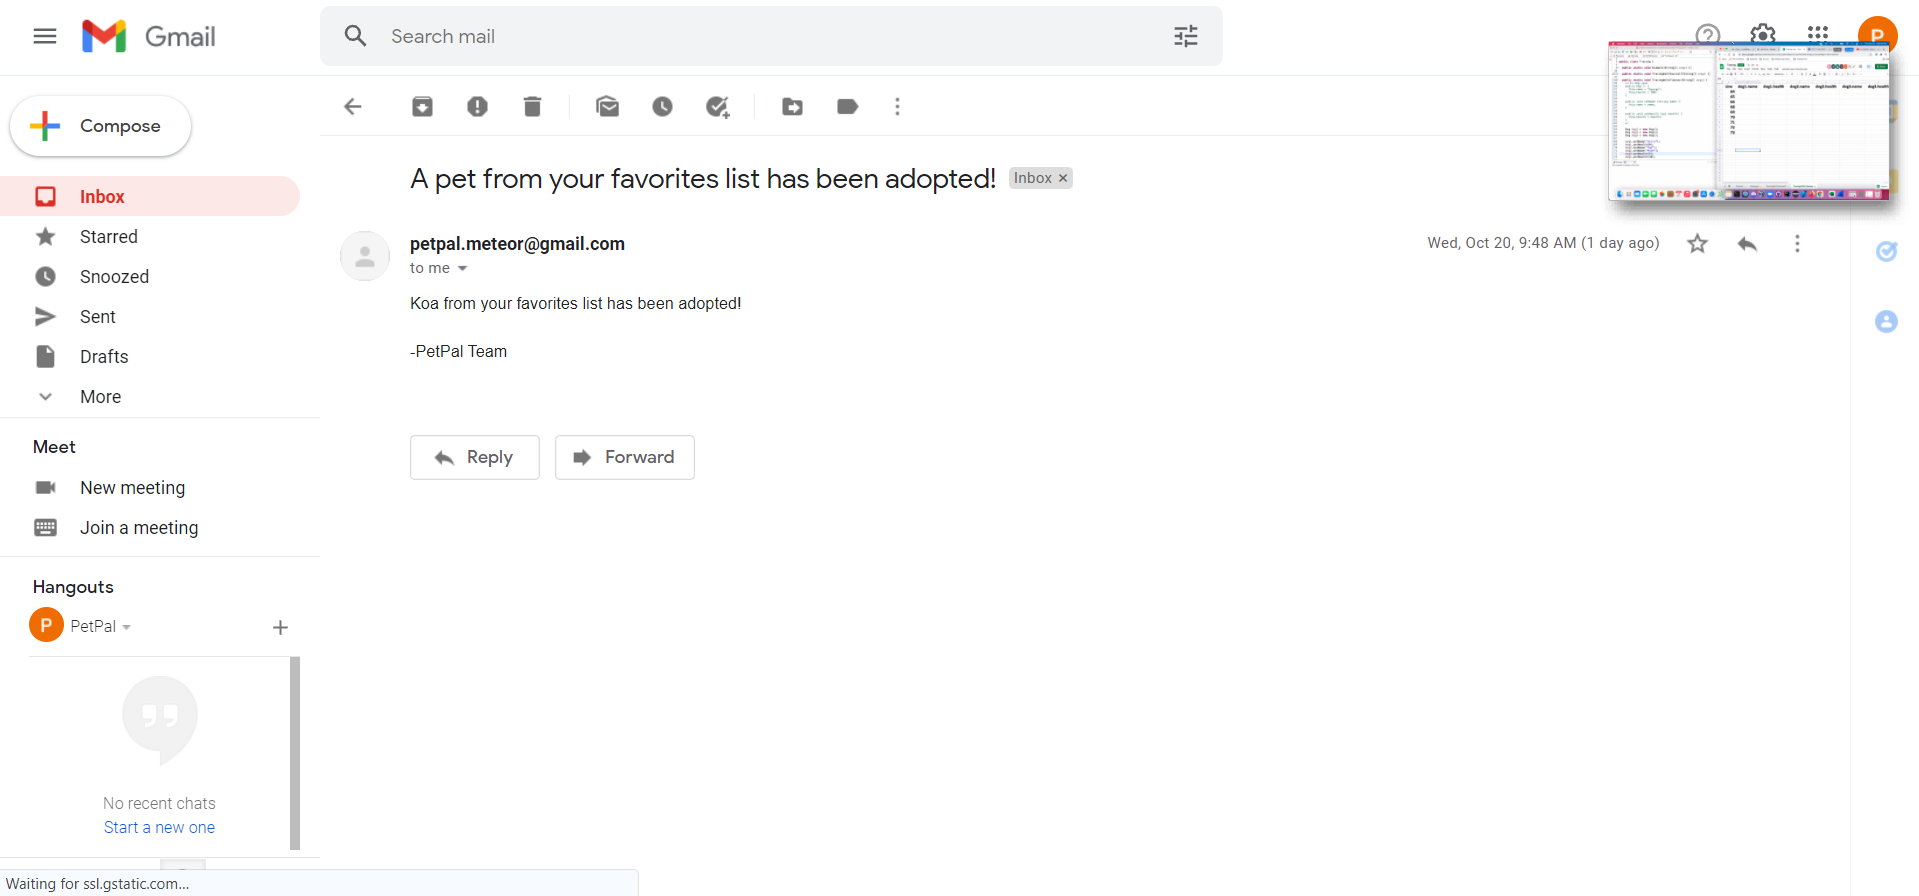 Gmail
Search mail
P
Compose
Inbox
Starred
Snoozed
Sent
Drafts
More
Meet
New meeting
Join a meeting
Hangouts
P PetPal
No recent chats
Start a new one
Waiting for ssl.gstatic.com...
A pet from your favorites list has been adopted! Inbox ×
petpal.meteor@gmail.com
Wed, Oct 20, 9:48 AM (1 day ago)
to me
Koa from your favorites list has been adopted!
-PetPal Team
Reply
Forward